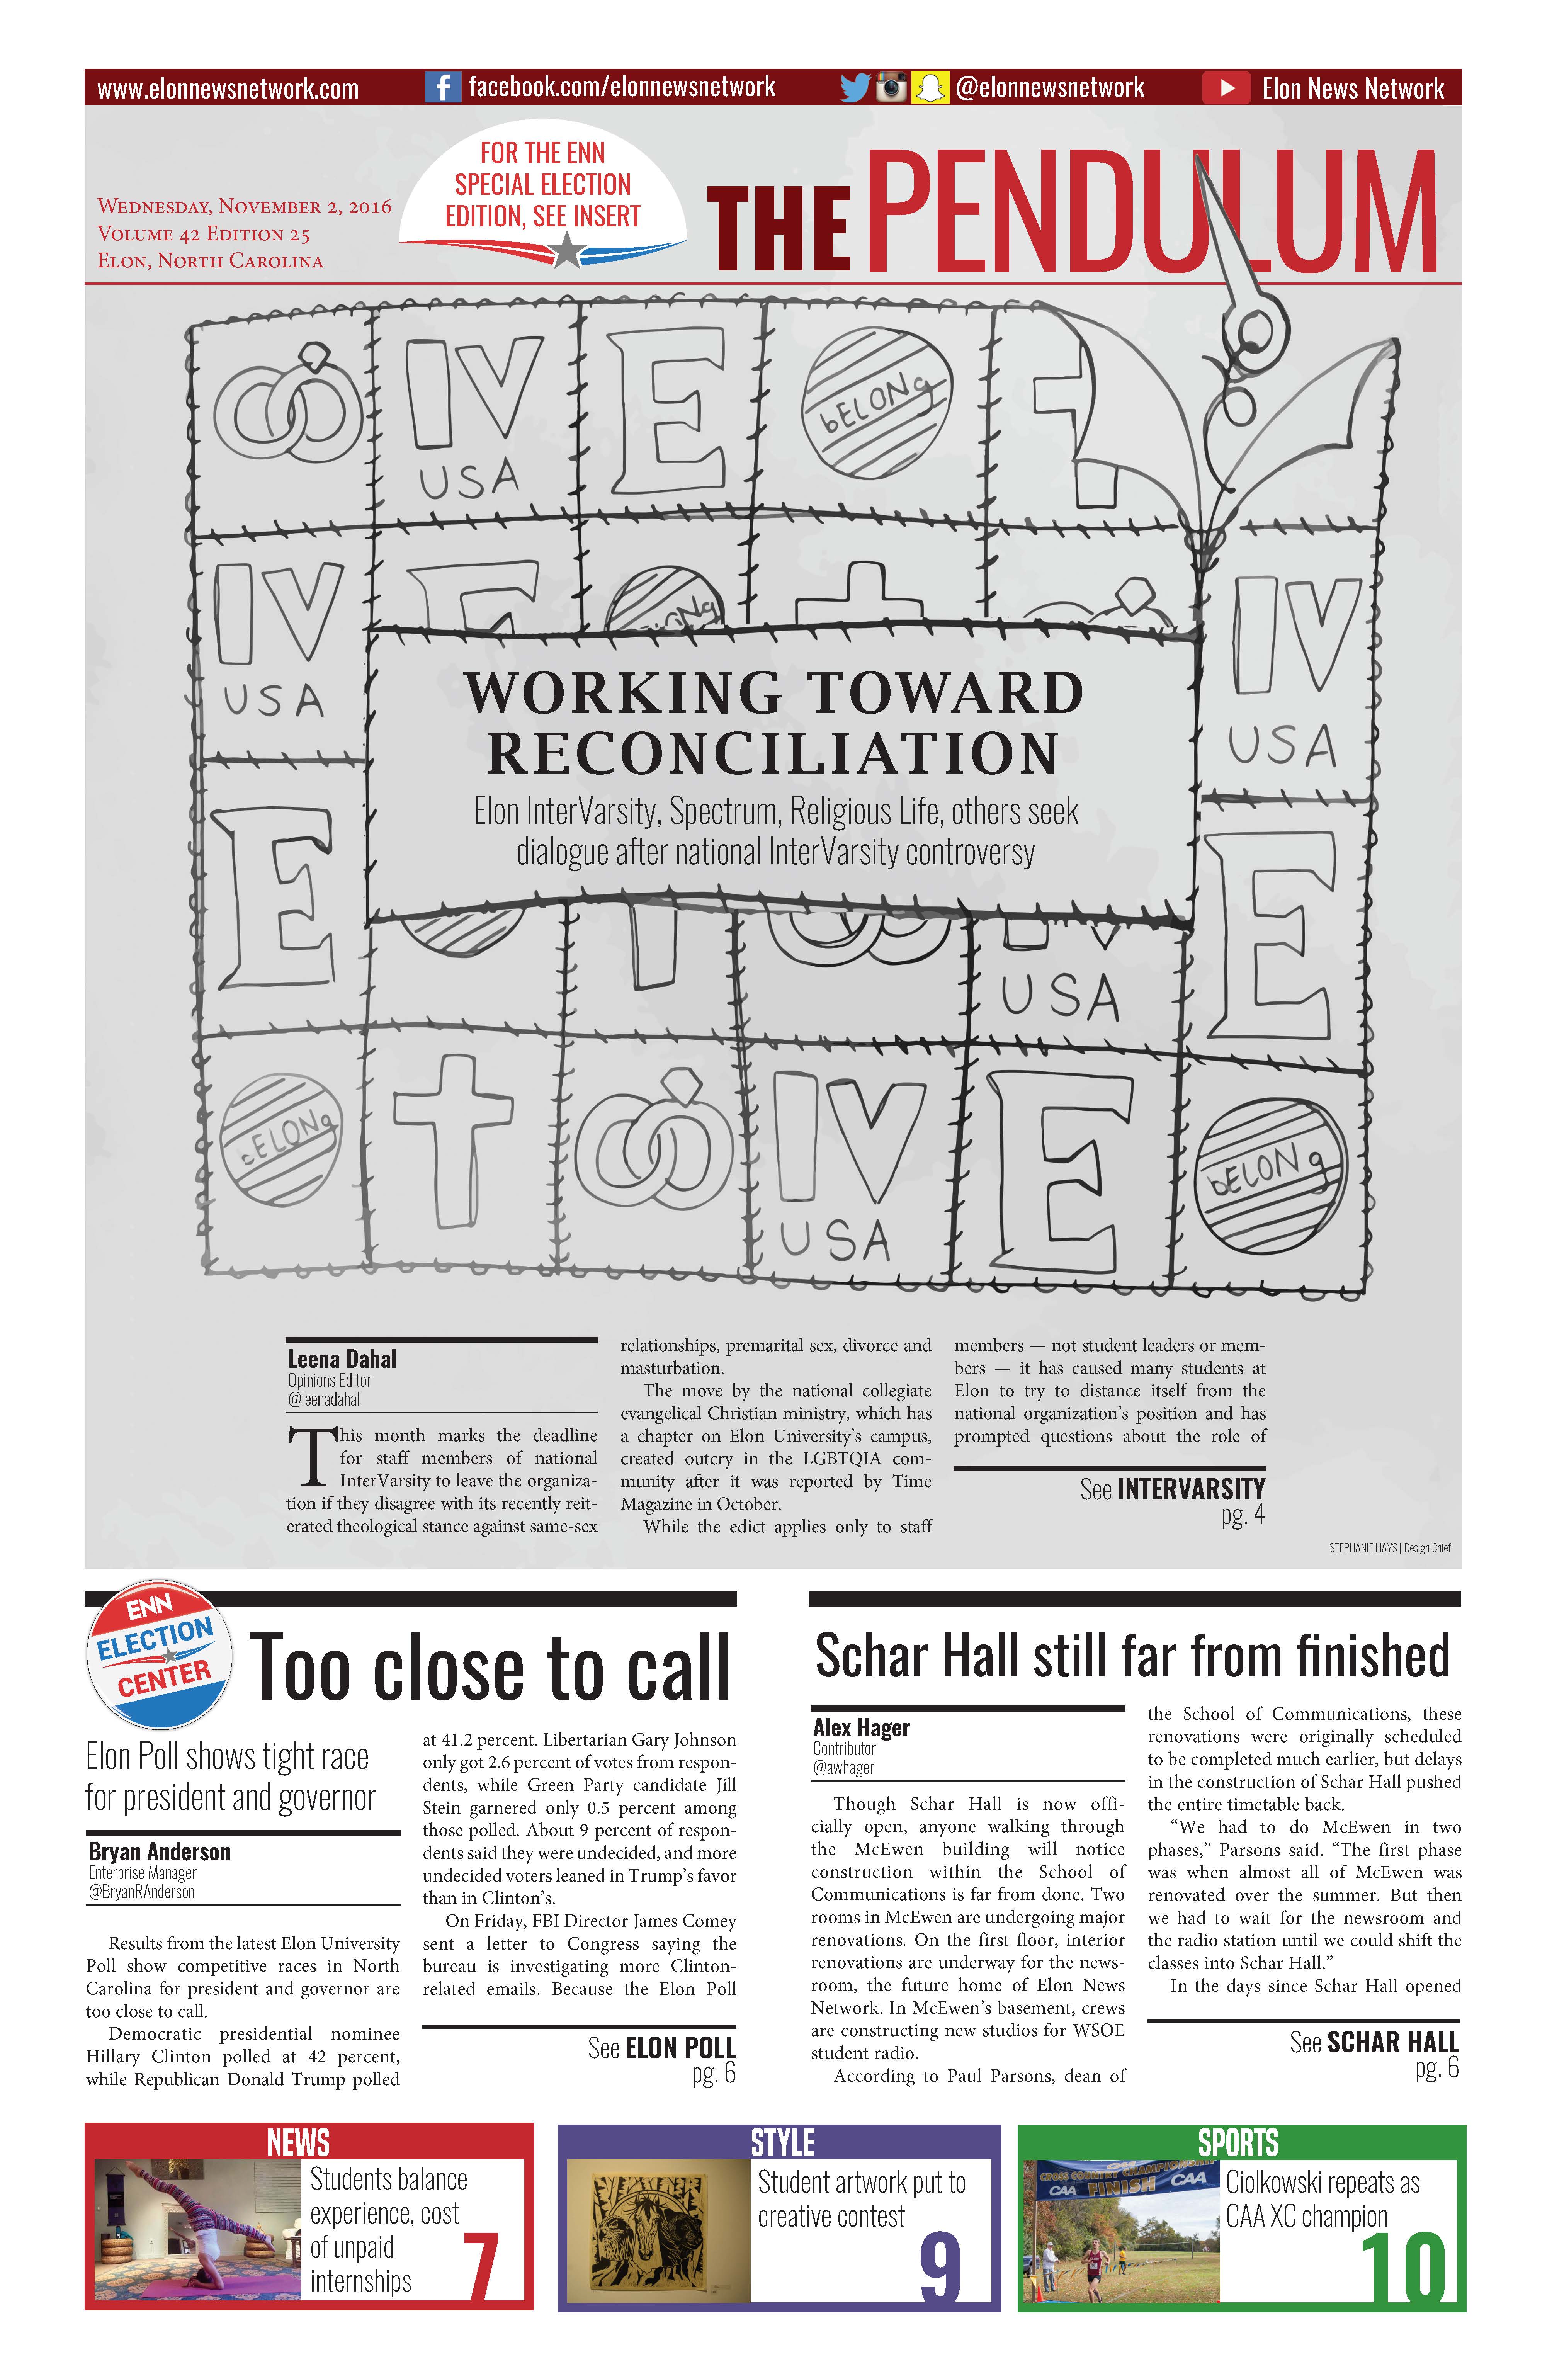 www.elonnewsnetwork.com
facebook.com/elonnewsnetwork
@elonnewsnetwork
Elon News Network
FOR THE ENN
SPECIAL ELECTION
EDITION, SEE INSERT
WEDNESDAY, NOVEMBER 2, 2016
VOLUME 42 EDITION 25
ELON, NORTH CAROLINA
THE PENDULUM
IV
USA
E
bELONg
IV
USA
IV
USA
WORKING TOWARD
RECONCILIATION
Elon InterVarsity, Spectrum, Religious Life, others seek
dialogue after national InterVarsity controversy
E
E
USA
bELONg
IV
USA
E
bELONg
Leena Dahal
Opinions Editor
@leenadahal
This month marks the deadline
for staff members of national
InterVarsity to leave the organiza-
tion if they disagree with its recently reit-
erated theological stance against same-sex
relationships, premarital sex, divorce and
masturbation.
The move by the national collegiate
evangelical Christian ministry, which has
a chapter on Elon University's campus,
created outcry in the LGBTQIA com-
munity after it was reported by Time
Magazine in October.
While the edict applies only to staff
members — not student leaders or mem-
bers — it has caused many students at
Elon to try to distance itself from the
national organization's position and has
prompted questions about the role of
See INTERVARSITY
pg. 4
STEPHANIE HAYS | Design Chief
ENN
ELECTION
CENTER
Too close to call
Elon Poll shows tight race
for president and governor
Bryan Anderson
Enterprise Manager
@BryanRAnderson
Results from the latest Elon University
Poll show competitive races in North
Carolina for president and governor are
too close to call.
Democratic presidential nominee
Hillary Clinton polled at 42 percent,
while Republican Donald Trump polled
at 41.2 percent. Libertarian Gary Johnson
only got 2.6 percent of votes from respon-
dents, while Green Party candidate Jill
Stein garnered only 0.5 percent among
those polled. About 9 percent of respon-
dents said they were undecided, and more
undecided voters leaned in Trump's favor
than in Clinton's.
On Friday, FBI Director James Comey
sent a letter to Congress saying the
bureau is investigating more Clinton-
related emails. Because the Elon Poll
See ELON POLL
pg. 6
Schar Hall still far from finished
Alex Hager
Contributor
@awhager
Though Schar Hall is now offi-
cially open, anyone walking through
the McEwen building will notice
construction within the School of
Communications is far from done. Two
rooms in McEwen are undergoing major
renovations. On the first floor, interior
renovations are underway for the news-
room, the future home of Elon News
Network. In McEwen's basement, crews
are constructing new studios for WSOE
student radio.
According to Paul Parsons, dean of
the School of Communications, these
renovations were originally scheduled
to be completed much earlier, but delays
in the construction of Schar Hall pushed
the entire timetable back.
"We had to do McEwen in two
phases," Parsons said. "The first phase
was when almost all of McEwen was
renovated over the summer. But then
we had to wait for the newsroom and
the radio station until we could shift the
classes into Schar Hall."
In the days since Schar Hall opened
See SCHAR HALL
pg. 6
NEWS
Students balance
experience, cost
of unpaid
internships
7
STYLE
Student artwork put to
creative contest
9
SPORTS
CROSS COUNTRY CHAMPIONSHIP
CAA FINISH CAA
Ciolkowski repeats as
CAA XC champion
10